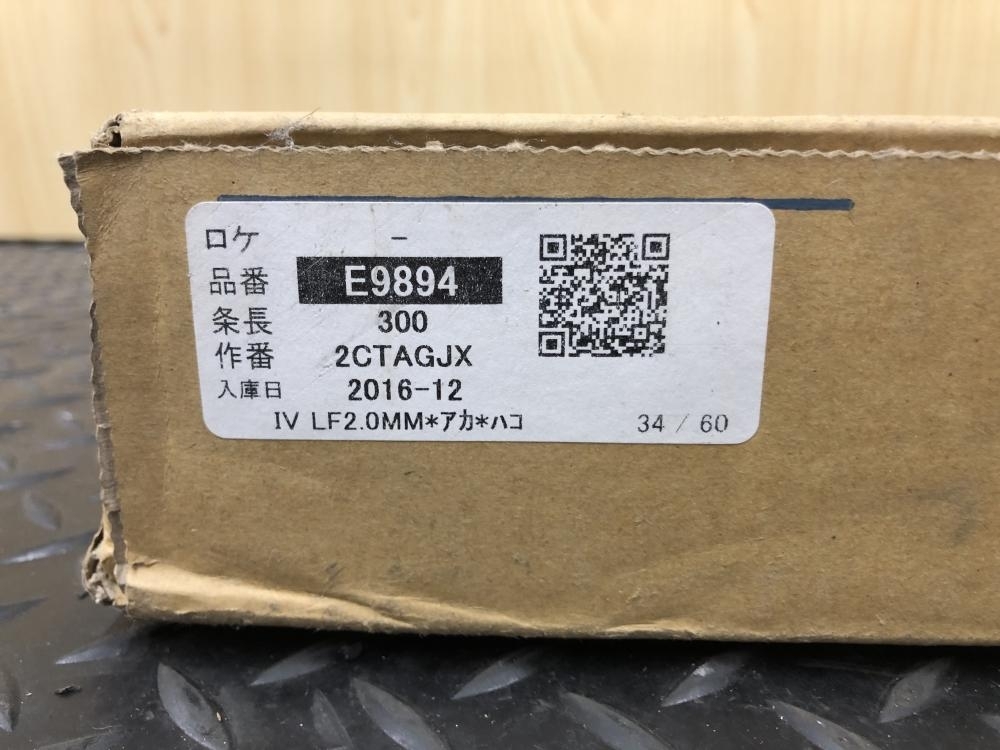 ロケ -
品番 E9894
条長 300
作番 2CTAGJX
入庫日 2016-12
IV LF2.0MM*アカ*ハコ 34 / 60